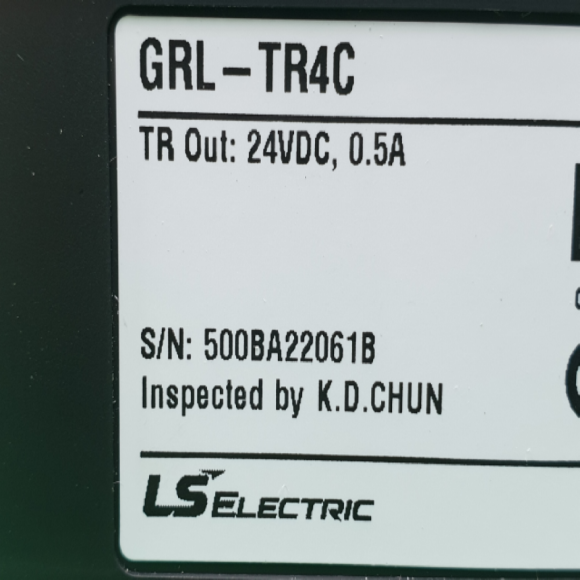 GRL-TR4C
TR Out: 24VDC, 0.5A
S/N: 500BA22061B
Inspected by K.D.CHUN
LS ELECTRIC